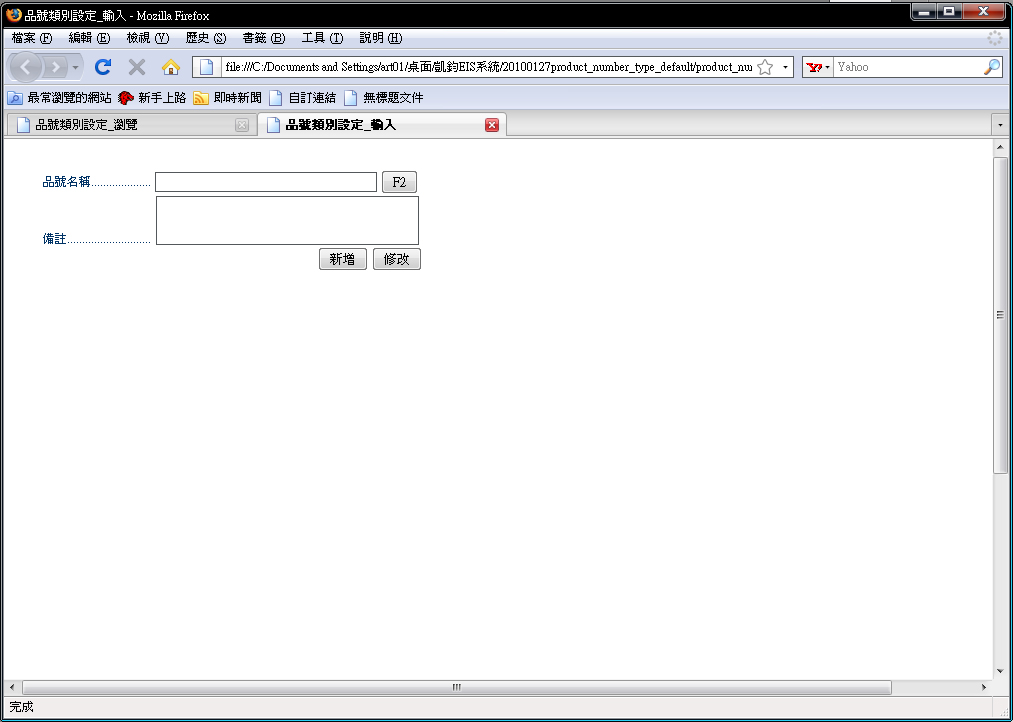 品號類別設定_輸入 - Mozilla Firefox
檔案 (F) 編輯 (E) 檢視 (V) 歷史 (S) 書籤 (B) 工具 (T) 說明 (H)
file:///C:/Documents and Settings/art01/桌面/凱鈞EIS系統/20100127product_number_type_default/product_nu Yahoo
最常瀏覽的網站 新手上路 即時新聞 自訂連結 無標題文件
品號類別設定_瀏覽 品號類別設定_輸入
品號名稱.................... F2
備註............................
新增 修改
完成